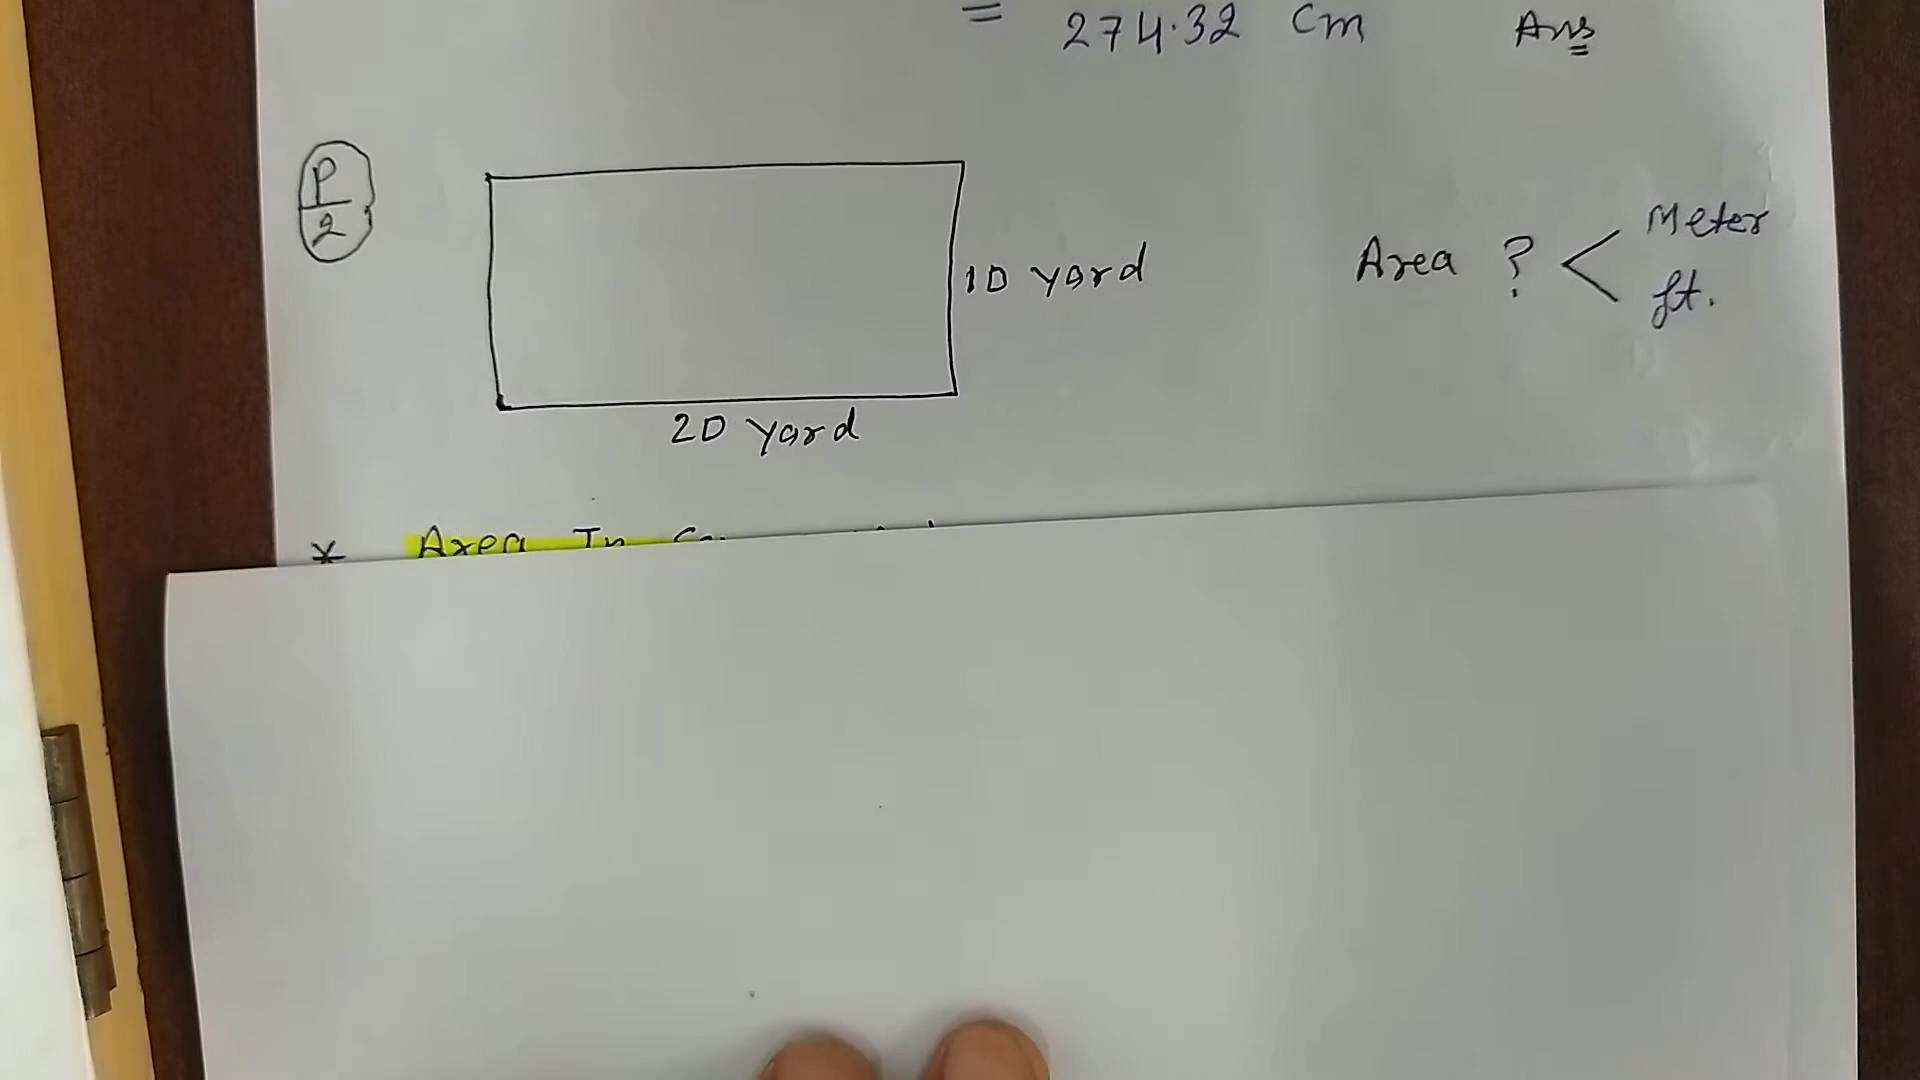 = 274.32 Cm Ans
P/2
10 yard
Area ? < Meter
ft.
20 yard
* Area In